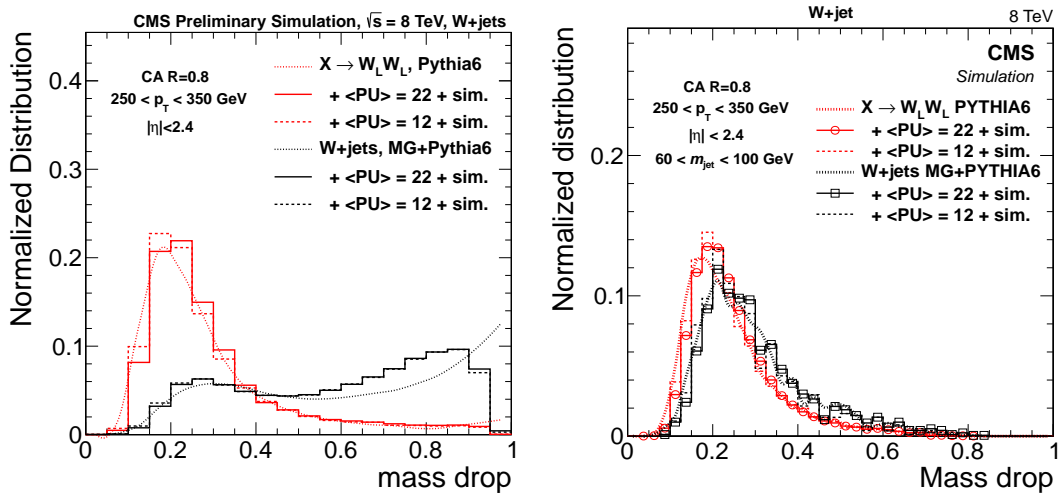 CMS Preliminary Simulation, √s = 8 TeV, W+jets
Normalized Distribution
0.4
0.2
0.1
0
CA R=0.8
250 < p_T < 350 GeV
|η|<2.4
X → W_L W_L, Pythia6
+ <PU> = 22 + sim.
+ <PU> = 12 + sim.
W+jets, MG+Pythia6
+ <PU> = 22 + sim.
+ <PU> = 12 + sim.
0.3
0 0.2 0.4 0.6 0.8 1
mass drop
W+jet 8 TeV
Normalized distribution
0.2
0.1
0
CMS
Simulation
CA R=0.8
250 < p_T < 350 GeV
|η| < 2.4
60 < m_jet < 100 GeV
X → W_L W_L PYTHIA6
+ <PU> = 22 + sim.
+ <PU> = 12 + sim.
W+jets MG+PYTHIA6
+ <PU> = 22 + sim.
+ <PU> = 12 + sim.
0 0.2 0.4 0.6 0.8 1
Mass drop